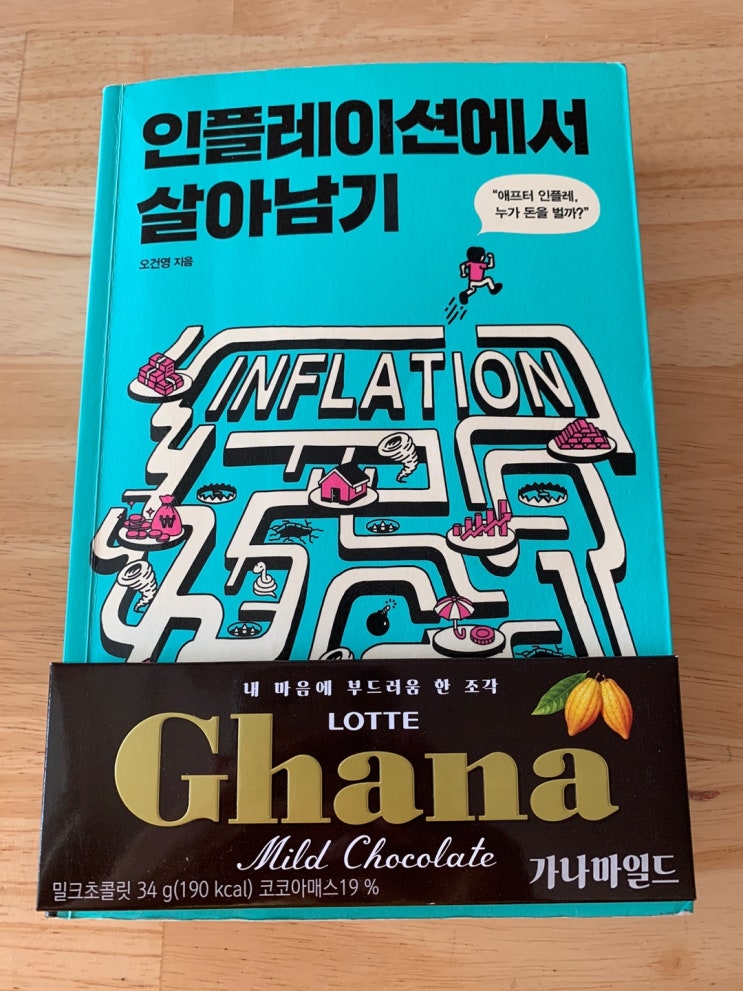 인플레이션에서
살아남기
"애프터 인플레,
누가 돈을 벌까?"
오건영 지음
INFLATION
₩
내 마음에 부드러움 한 조각
LOTTE
Ghana
Mild Chocolate
가나마일드
밀크초콜릿 34 g(190 kcal) 코코아매스19 %